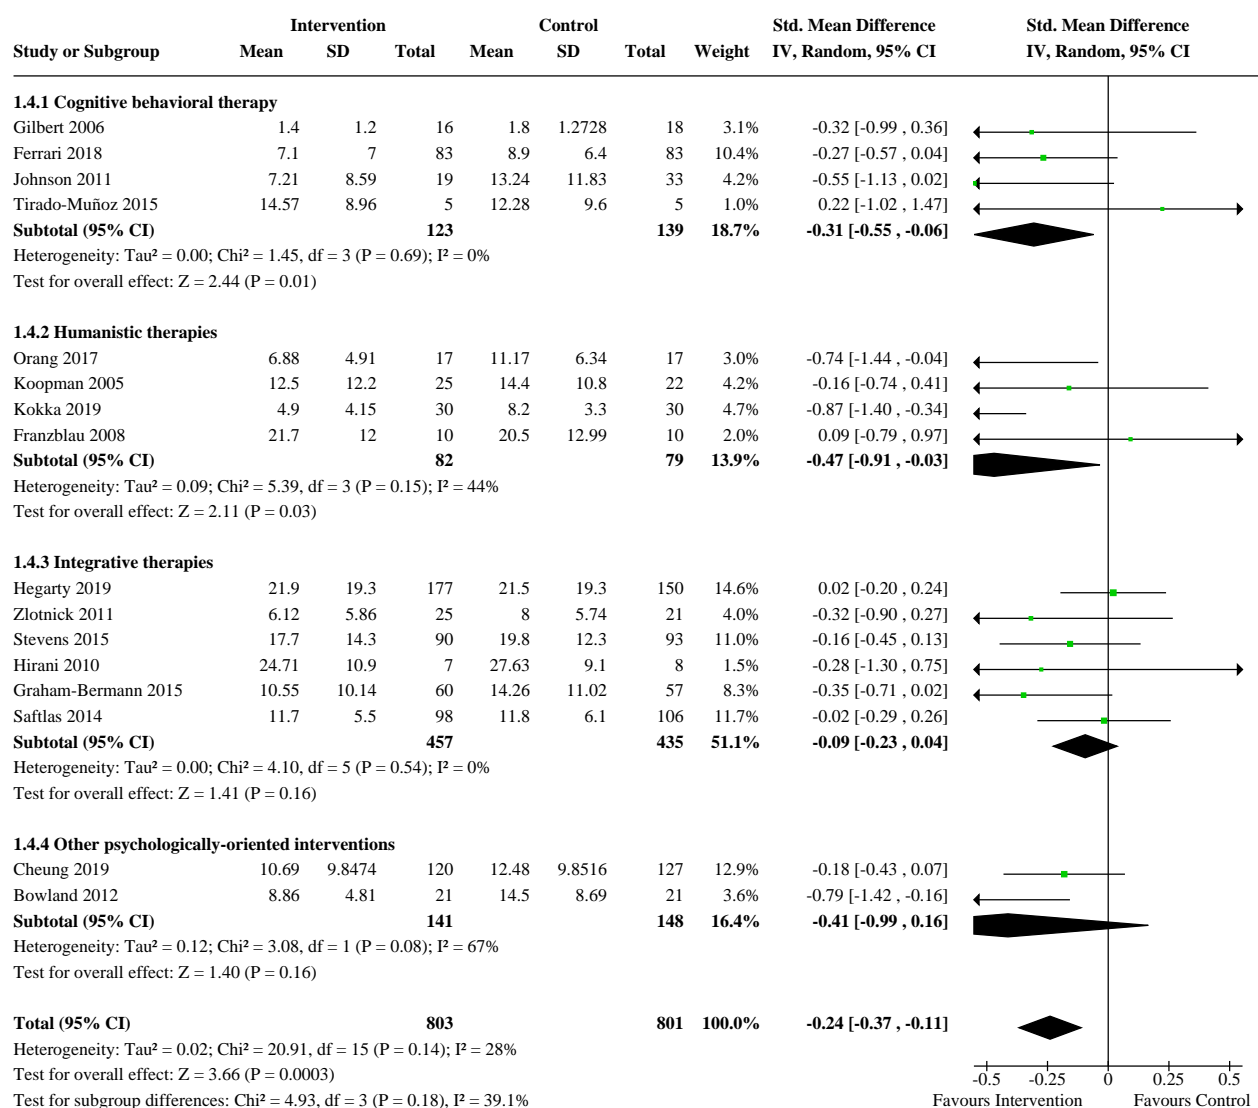 Intervention Control Std. Mean Difference Std. Mean Difference
Study or Subgroup Mean SD Total Mean SD Total Weight IV, Random, 95% CI IV, Random, 95% CI
1.4.1 Cognitive behavioral therapy
Gilbert 2006 1.4 1.2 16 1.8 1.2728 18 3.1% -0.32 [-0.99 , 0.36]
Ferrari 2018 7.1 7 83 8.9 6.4 83 10.4% -0.27 [-0.57 , 0.04]
Johnson 2011 7.21 8.59 19 13.24 11.83 33 4.2% -0.55 [-1.13 , 0.02]
Tirado-Muñoz 2015 14.57 8.96 5 12.28 9.6 5 1.0% 0.22 [-1.02 , 1.47]
Subtotal (95% CI) 123 139 18.7% -0.31 [-0.55 , -0.06]
Heterogeneity: Tau² = 0.00; Chi² = 1.45, df = 3 (P = 0.69); I² = 0%
Test for overall effect: Z = 2.44 (P = 0.01)
1.4.2 Humanistic therapies
Orang 2017 6.88 4.91 17 11.17 6.34 17 3.0% -0.74 [-1.44 , -0.04]
Koopman 2005 12.5 12.2 25 14.4 10.8 22 4.2% -0.16 [-0.74 , 0.41]
Kokka 2019 4.9 4.15 30 8.2 3.3 30 4.7% -0.87 [-1.40 , -0.34]
Franzblau 2008 21.7 12 10 20.5 12.99 10 2.0% 0.09 [-0.79 , 0.97]
Subtotal (95% CI) 82 79 13.9% -0.47 [-0.91 , -0.03]
Heterogeneity: Tau² = 0.09; Chi² = 5.39, df = 3 (P = 0.15); I² = 44%
Test for overall effect: Z = 2.11 (P = 0.03)
1.4.3 Integrative therapies
Hegarty 2019 21.9 19.3 177 21.5 19.3 150 14.6% 0.02 [-0.20 , 0.24]
Zlotnick 2011 6.12 5.86 25 8 5.74 21 4.0% -0.32 [-0.90 , 0.27]
Stevens 2015 17.7 14.3 90 19.8 12.3 93 11.0% -0.16 [-0.45 , 0.13]
Hirani 2010 24.71 10.9 7 27.63 9.1 8 1.5% -0.28 [-1.30 , 0.75]
Graham-Bermann 2015 10.55 10.14 60 14.26 11.02 57 8.3% -0.35 [-0.71 , 0.02]
Saftlas 2014 11.7 5.5 98 11.8 6.1 106 11.7% -0.02 [-0.29 , 0.26]
Subtotal (95% CI) 457 435 51.1% -0.09 [-0.23 , 0.04]
Heterogeneity: Tau² = 0.00; Chi² = 4.10, df = 5 (P = 0.54); I² = 0%
Test for overall effect: Z = 1.41 (P = 0.16)
1.4.4 Other psychologically-oriented interventions
Cheung 2019 10.69 9.8474 120 12.48 9.8516 127 12.9% -0.18 [-0.43 , 0.07]
Bowland 2012 8.86 4.81 21 14.5 8.69 21 3.6% -0.79 [-1.42 , -0.16]
Subtotal (95% CI) 141 148 16.4% -0.41 [-0.99 , 0.16]
Heterogeneity: Tau² = 0.12; Chi² = 3.08, df = 1 (P = 0.08); I² = 67%
Test for overall effect: Z = 1.40 (P = 0.16)
Total (95% CI) 803 801 100.0% -0.24 [-0.37 , -0.11]
Heterogeneity: Tau² = 0.02; Chi² = 20.91, df = 15 (P = 0.14); I² = 28%
Test for overall effect: Z = 3.66 (P = 0.0003)
-0.5 -0.25 0 0.25 0.5
Test for subgroup differences: Chi² = 4.93, df = 3 (P = 0.18), I² = 39.1% Favours Intervention Favours Control